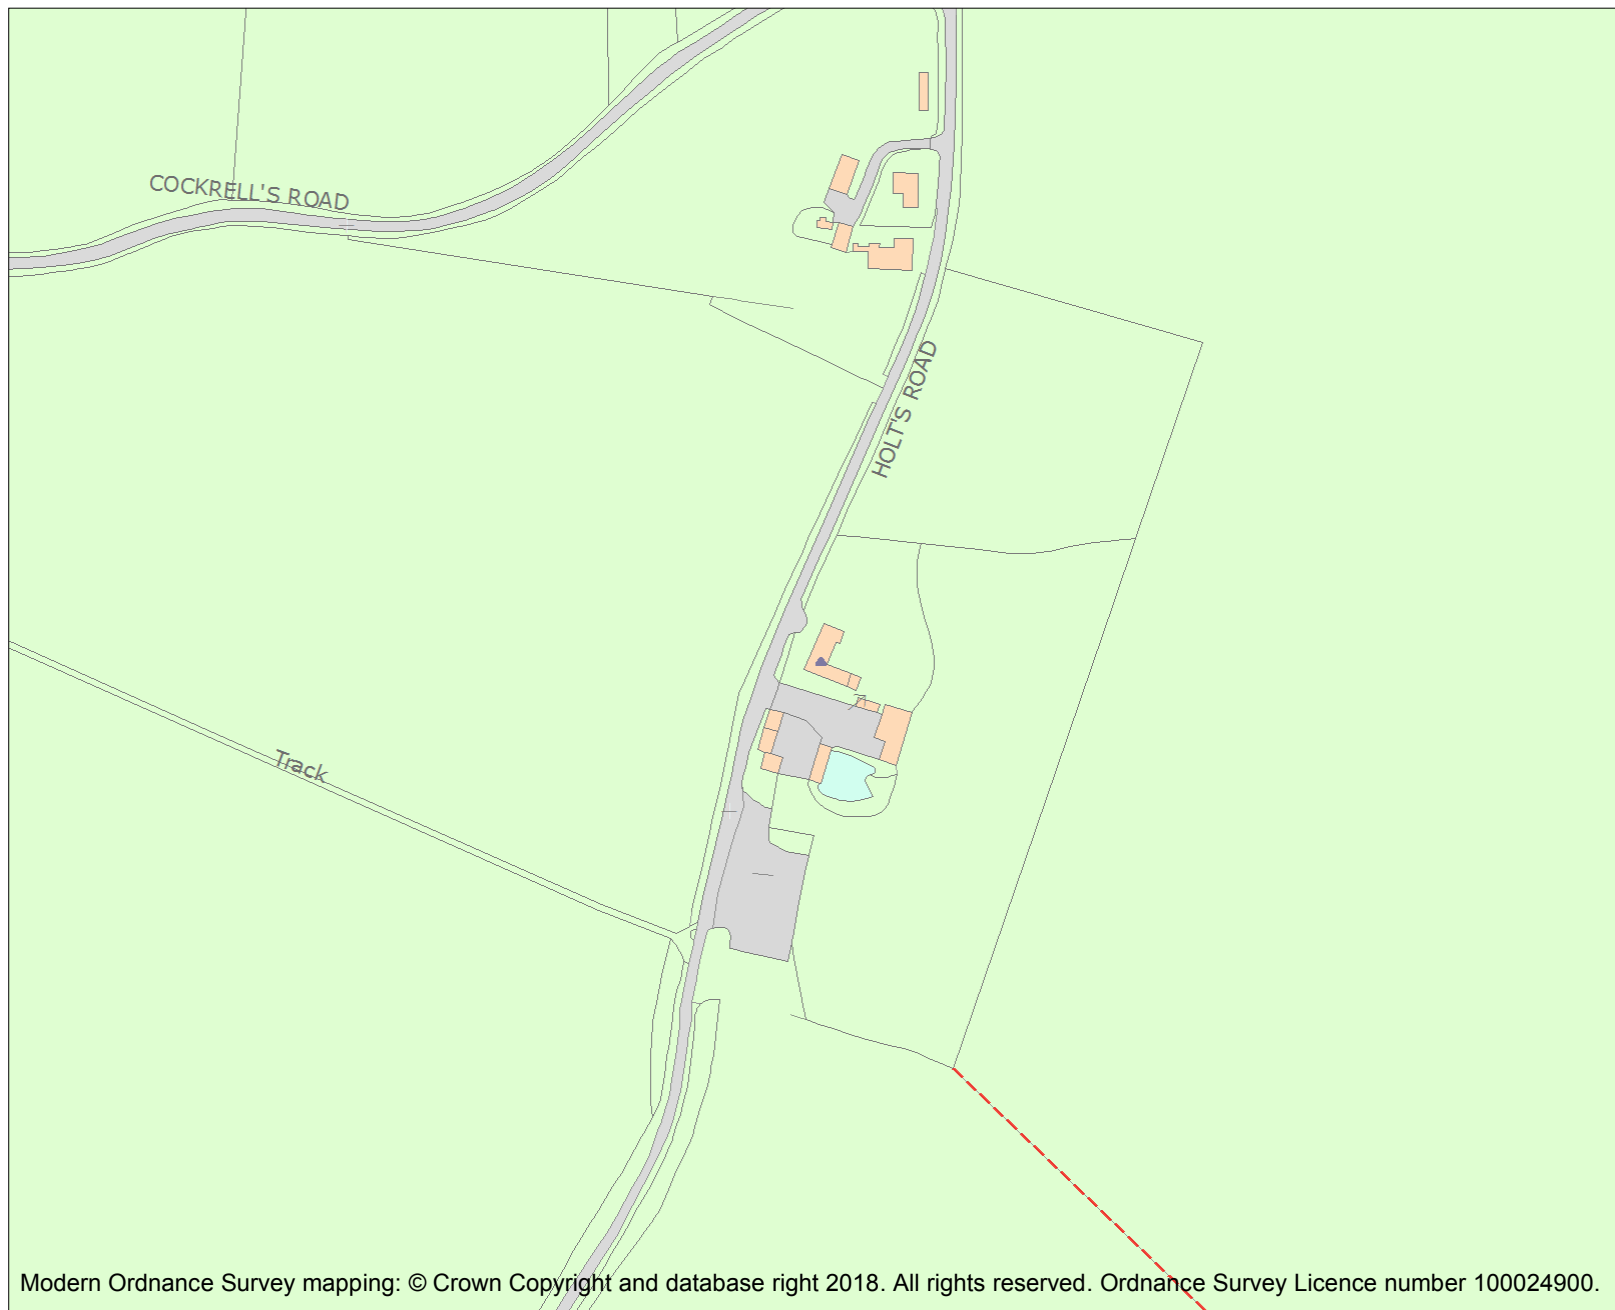 COCKRELL'S ROAD
HOLT'S ROAD
Track
Modern Ordnance Survey mapping: © Crown Copyright and database right 2018. All rights reserved. Ordnance Survey Licence number 100024900.